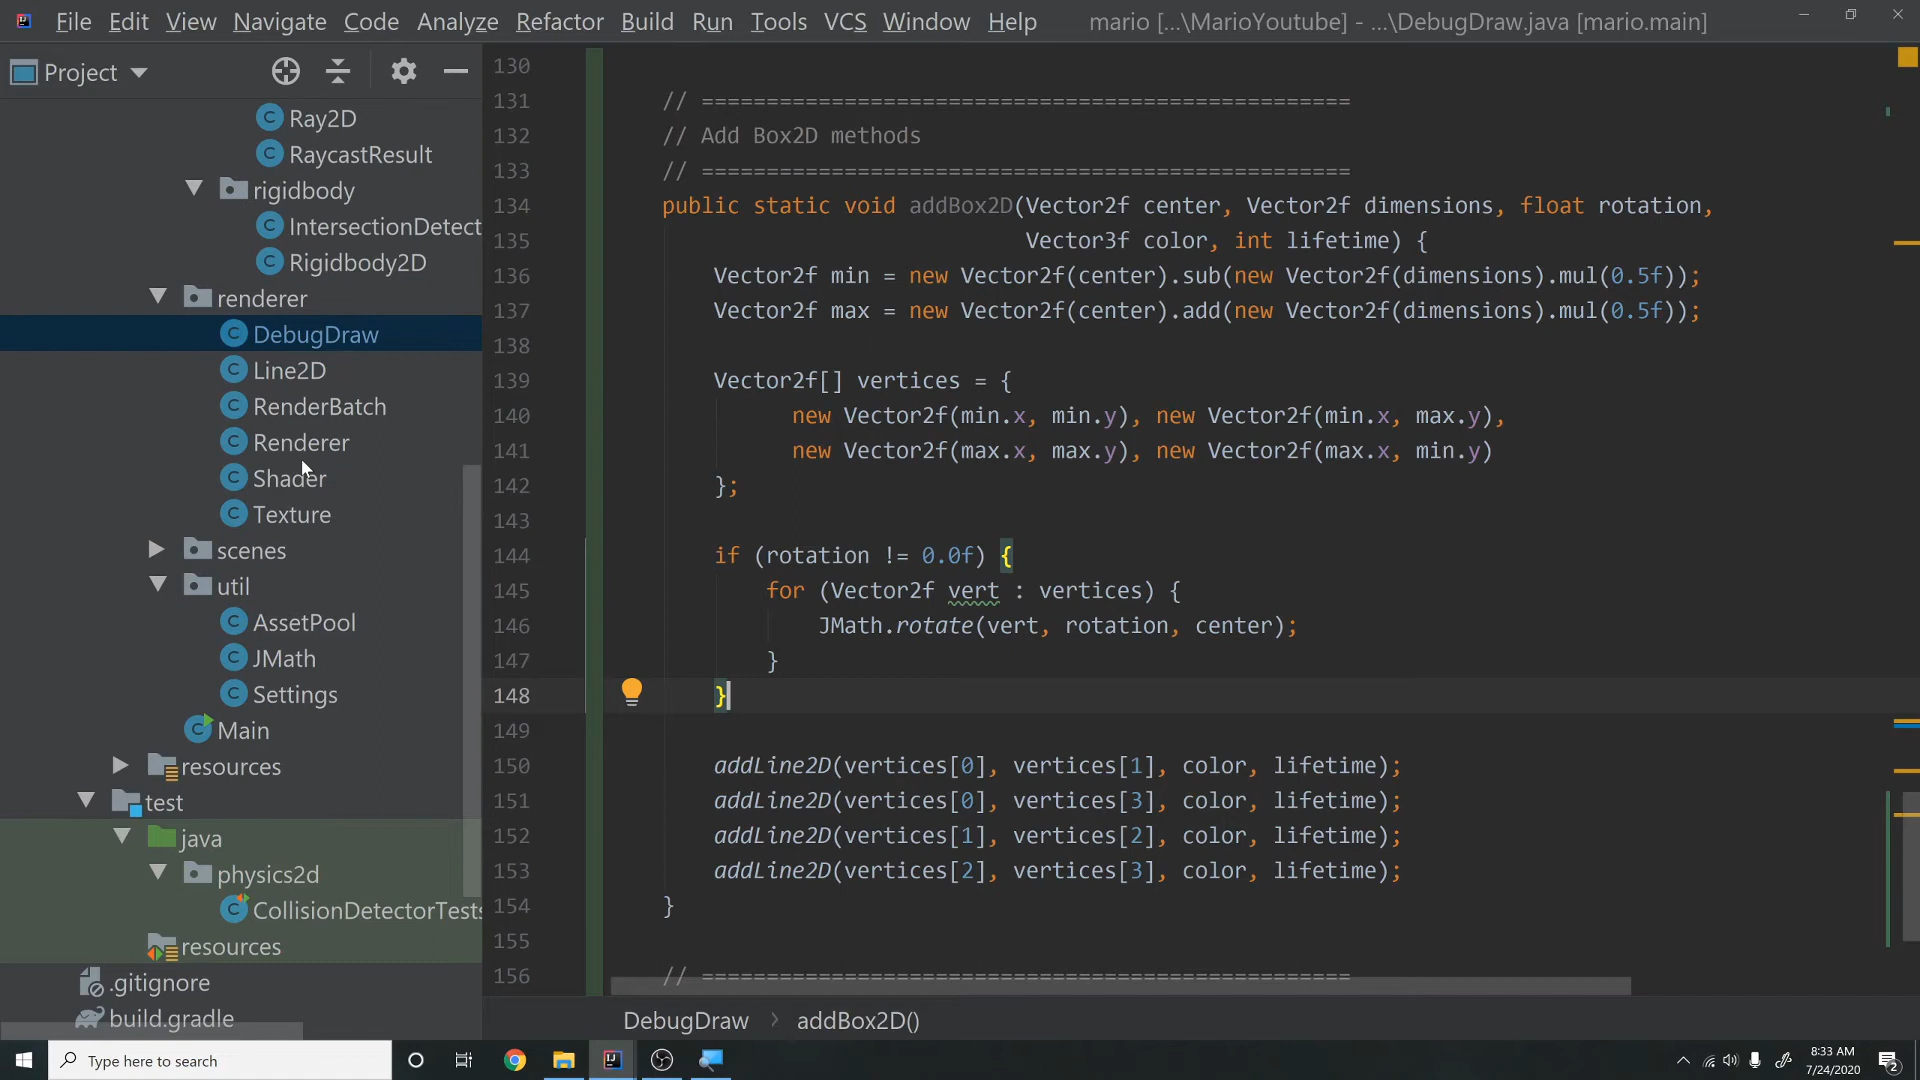 File Edit View Navigate Code Analyze Refactor Build Run Tools VCS Window Help mario [...\MarioYoutube] - ...\DebugDraw.java [mario.main]
Project
Ray2D
RaycastResult
rigidbody
IntersectionDetect
Rigidbody2D
renderer
DebugDraw
Line2D
RenderBatch
Renderer
Shader
Texture
scenes
util
AssetPool
JMath
Settings
Main
resources
test
java
physics2d
CollisionDetectorTests
resources
.gitignore
build.gradle
130
131 // ==================================================
132 // Add Box2D methods
133 // ==================================================
134 public static void addBox2D(Vector2f center, Vector2f dimensions, float rotation,
135 Vector3f color, int lifetime) {
136 Vector2f min = new Vector2f(center).sub(new Vector2f(dimensions).mul(0.5f));
137 Vector2f max = new Vector2f(center).add(new Vector2f(dimensions).mul(0.5f));
138
139 Vector2f[] vertices = {
140 new Vector2f(min.x, min.y), new Vector2f(min.x, max.y),
141 new Vector2f(max.x, max.y), new Vector2f(max.x, min.y)
142 };
143
144 if (rotation != 0.0f) {
145 for (Vector2f vert : vertices) {
146 JMath.rotate(vert, rotation, center);
147 }
148 }
149
150 addLine2D(vertices[0], vertices[1], color, lifetime);
151 addLine2D(vertices[0], vertices[3], color, lifetime);
152 addLine2D(vertices[1], vertices[2], color, lifetime);
153 addLine2D(vertices[2], vertices[3], color, lifetime);
154 }
155
156 // ==================================================
DebugDraw > addBox2D()
Type here to search
8:33 AM
7/24/2020
2